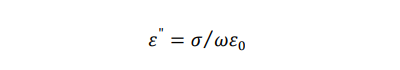 ε" = σ/ωε₀